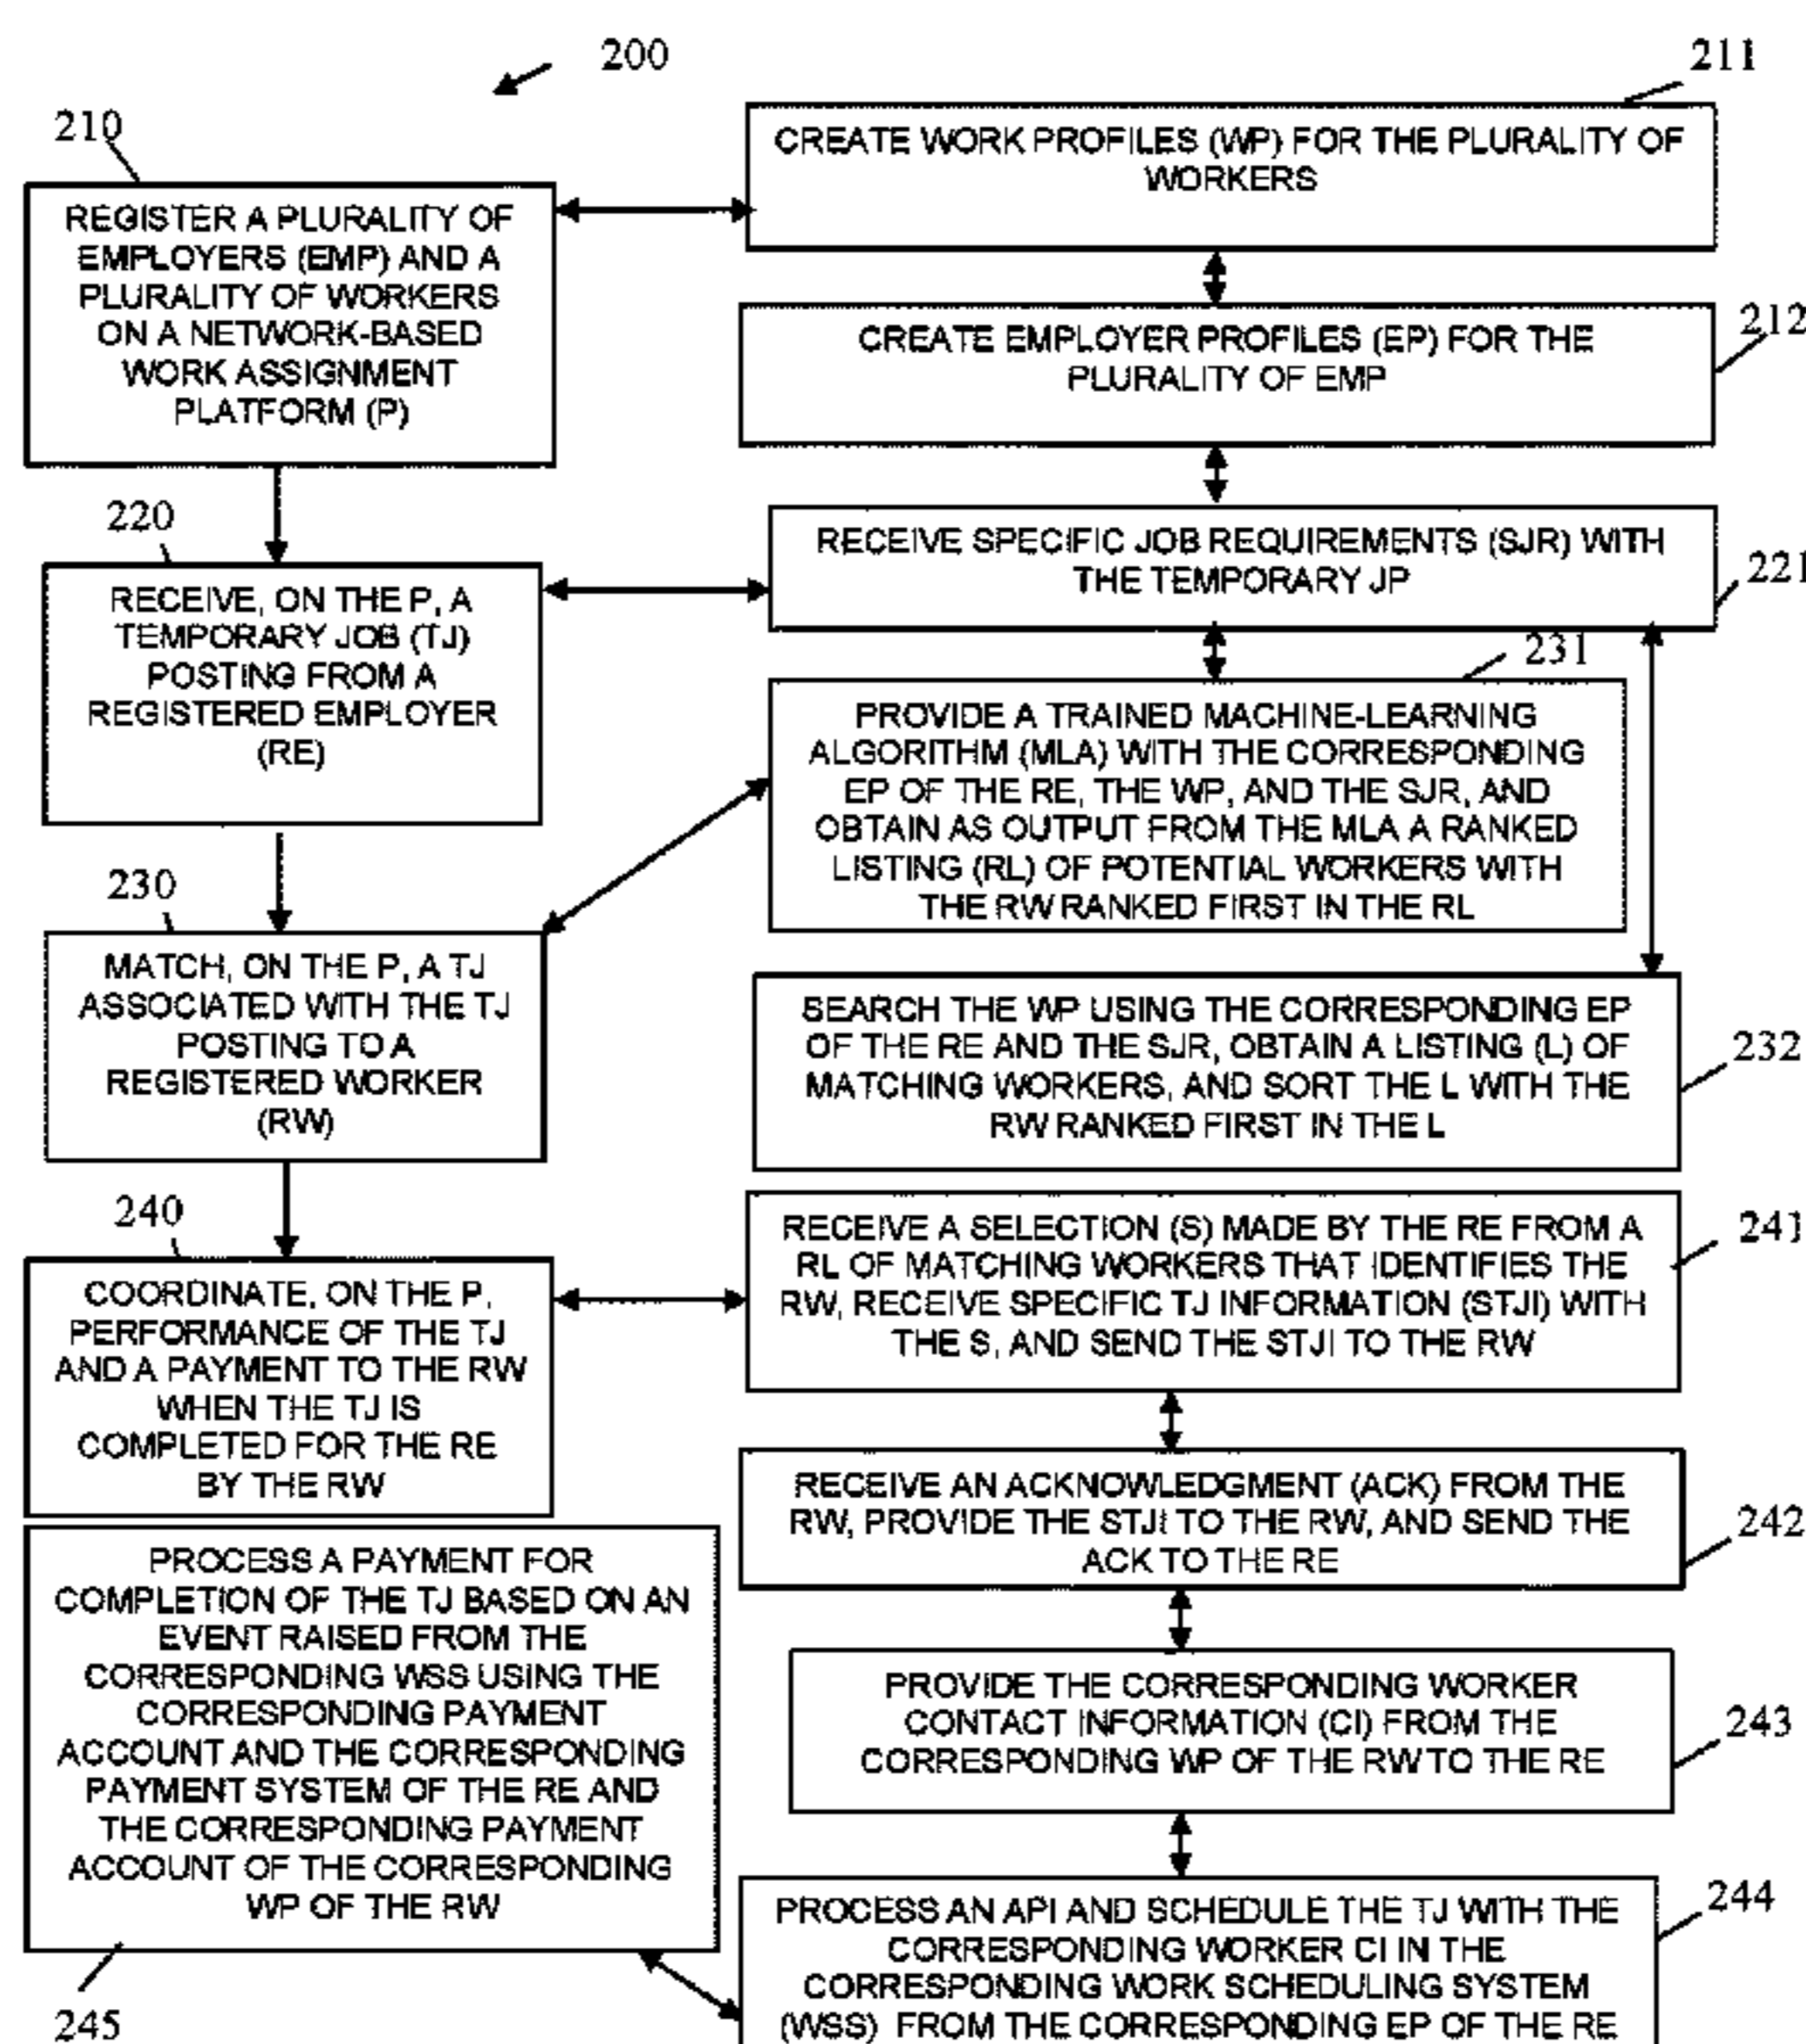 200
211
210
CREATE WORK PROFILES (WP) FOR THE PLURALITY OF
WORKERS
REGISTER A PLURALITY OF
EMPLOYERS (EMP) AND A
PLURALITY OF WORKERS
ON A NETWORK-BASED
WORK ASSIGNMENT
PLATFORM (P)
212
CREATE EMPLOYER PROFILES (EP) FOR THE
PLURALITY OF EMP
220
RECEIVE SPECIFIC JOB REQUIREMENTS (SJR) WITH
THE TEMPORARY JP
221
RECEIVE, ON THE P, A
TEMPORARY JOB (TJ)
POSTING FROM A
REGISTERED EMPLOYER
(RE)
231
PROVIDE A TRAINED MACHINE-LEARNING
ALGORITHM (MLA) WITH THE CORRESPONDING
EP OF THE RE, THE WP, AND THE SJR, AND
OBTAIN AS OUTPUT FROM THE MLA A RANKED
LISTING (RL) OF POTENTIAL WORKERS WITH
THE RW RANKED FIRST IN THE RL
230
MATCH, ON THE P, A TJ
ASSOCIATED WITH THE TJ
POSTING TO A
REGISTERED WORKER
(RW)
SEARCH THE WP USING THE CORRESPONDING EP
OF THE RE AND THE SJR, OBTAIN A LISTING (L) OF
MATCHING WORKERS, AND SORT THE L WITH THE
RW RANKED FIRST IN THE L
232
240
COORDINATE, ON THE P,
PERFORMANCE OF THE TJ
AND A PAYMENT TO THE RW
WHEN THE TJ IS
COMPLETED FOR THE RE
BY THE RW
RECEIVE A SELECTION (S) MADE BY THE RE FROM A
RL OF MATCHING WORKERS THAT IDENTIFIES THE
RW, RECEIVE SPECIFIC TJ INFORMATION (STJI) WITH
THE S, AND SEND THE STJI TO THE RW
241
RECEIVE AN ACKNOWLEDGMENT (ACK) FROM THE
RW, PROVIDE THE STJI TO THE RW, AND SEND THE
ACK TO THE RE
242
PROCESS A PAYMENT FOR
COMPLETION OF THE TJ BASED ON AN
EVENT RAISED FROM THE
CORRESPONDING WSS USING THE
CORRESPONDING PAYMENT
ACCOUNT AND THE CORRESPONDING
PAYMENT SYSTEM OF THE RE AND
THE CORRESPONDING PAYMENT
ACCOUNT OF THE CORRESPONDING
WP OF THE RW
245
PROVIDE THE CORRESPONDING WORKER
CONTACT INFORMATION (CI) FROM THE
CORRESPONDING WP OF THE RW TO THE RE
243
PROCESS AN API AND SCHEDULE THE TJ WITH THE
CORRESPONDING WORKER CI IN THE
CORRESPONDING WORK SCHEDULING SYSTEM
(WSS) FROM THE CORRESPONDING EP OF THE RE
244